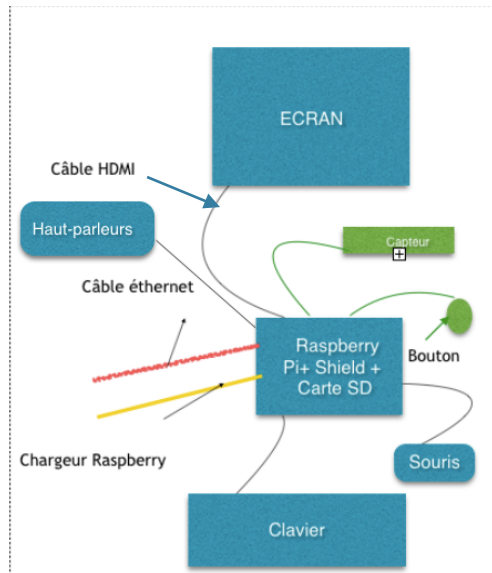 ECRAN
Câble HDMI
Haut-parleurs
Capteur
Câble éthernet
Raspberry
Pi+ Shield +
Carte SD
Bouton
Chargeur Raspberry
Souris
Clavier